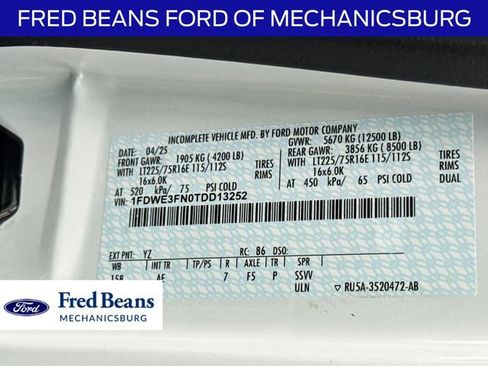 FRED BEANS FORD OF MECHANICSBURG
INCOMPLETE VEHICLE MFD. BY FORD MOTOR COMPANY
DATE: 04/25 GVWR: 5670 KG (12500 LB)
FRONT GAWR: 1905 KG ( 4200 LB) REAR GAWR: 3856 KG ( 8500 LB)
LT225/75R16E 115/112S TIRES WITH LT225/75R16E 115/112S TIRES
16x6.0K RIMS 16x6.0K RIMS
AT 520 kPa/ 75 PSI COLD AT 450 kPa/ 65 PSI COLD DUAL
VIN: 1FDWE3FN0TDD13252
EXT PNT: YZ RC: 86 DSO:
WB INT TR TP/PS R AXLE TR SPR
158 AE 7 F5 P SSVV
ULN ▽ RU5A-3520472-AB
Ford
Fred Beans
MECHANICSBURG